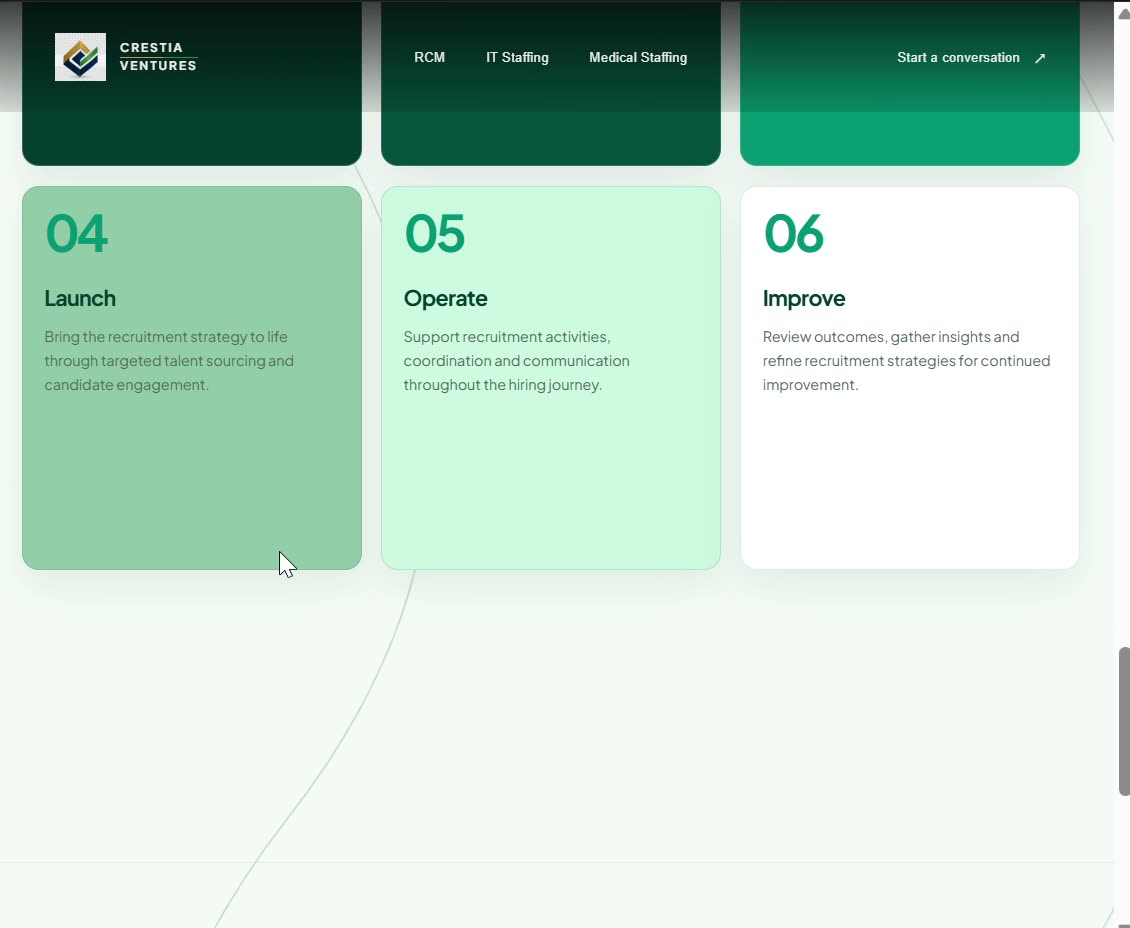 CRESTIA
VENTURES
RCM
IT Staffing
Medical Staffing
Start a conversation ↗
04
Launch
Bring the recruitment strategy to life
through targeted talent sourcing and
candidate engagement.
05
Operate
Support recruitment activities,
coordination and communication
throughout the hiring journey.
06
Improve
Review outcomes, gather insights and
refine recruitment strategies for continued
improvement.